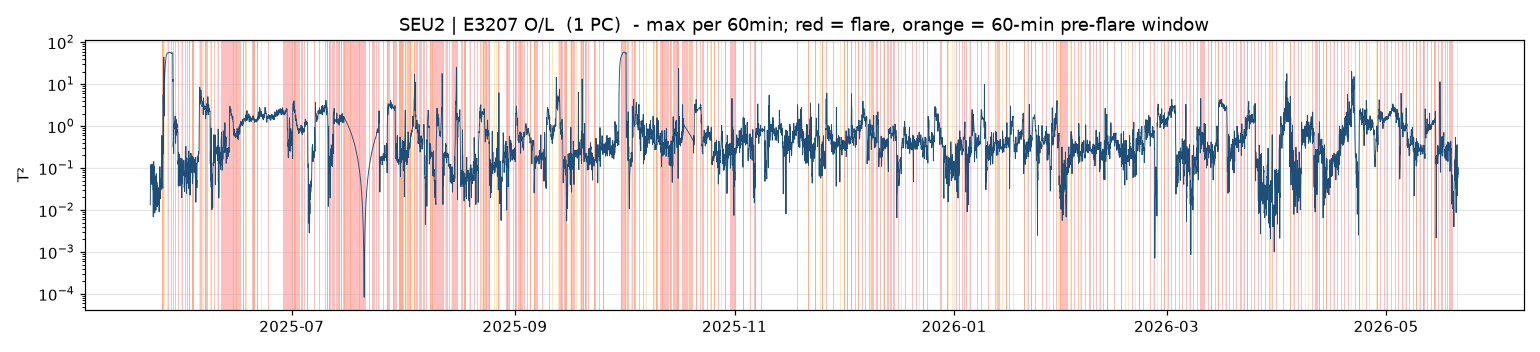 SEU2 | E3207 O/L  (1 PC)  - max per 60min; red = flare, orange = 60-min pre-flare window
T²
10²
10¹
10⁰
10⁻¹
10⁻²
10⁻³
10⁻⁴
2025-07 2025-09 2025-11 2026-01 2026-03 2026-05